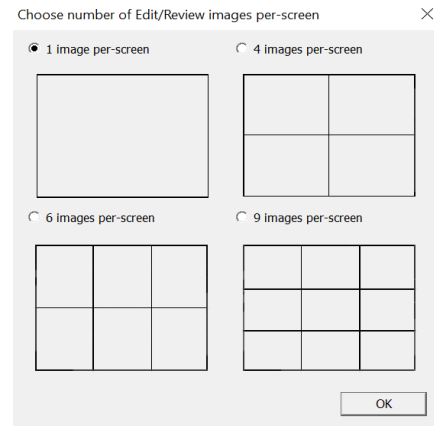 Choose number of Edit/Review images per-screen
1 image per-screen
4 images per-screen
6 images per-screen
9 images per-screen
OK